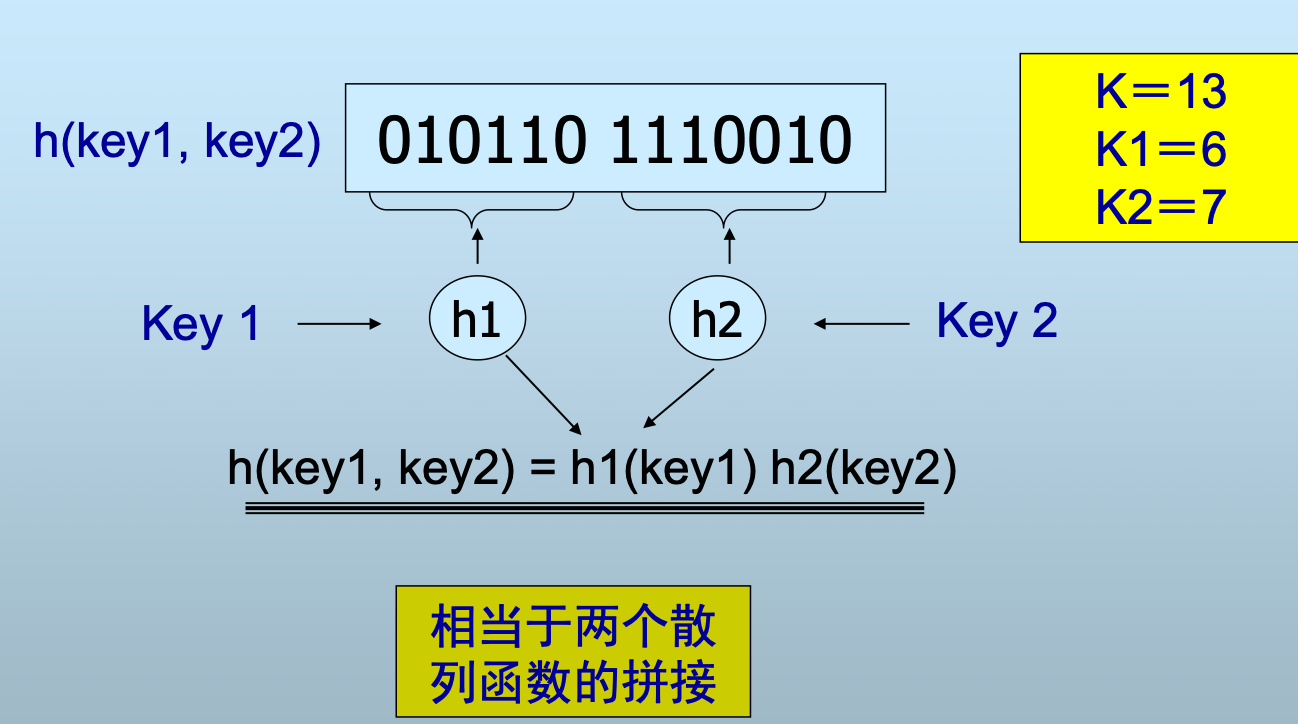 h(key1, key2)
010110 1110010
K＝13
K1＝6
K2＝7
Key 1
h1
h2
Key 2
h(key1, key2) = h1(key1) h2(key2)
相当于两个散
列函数的拼接